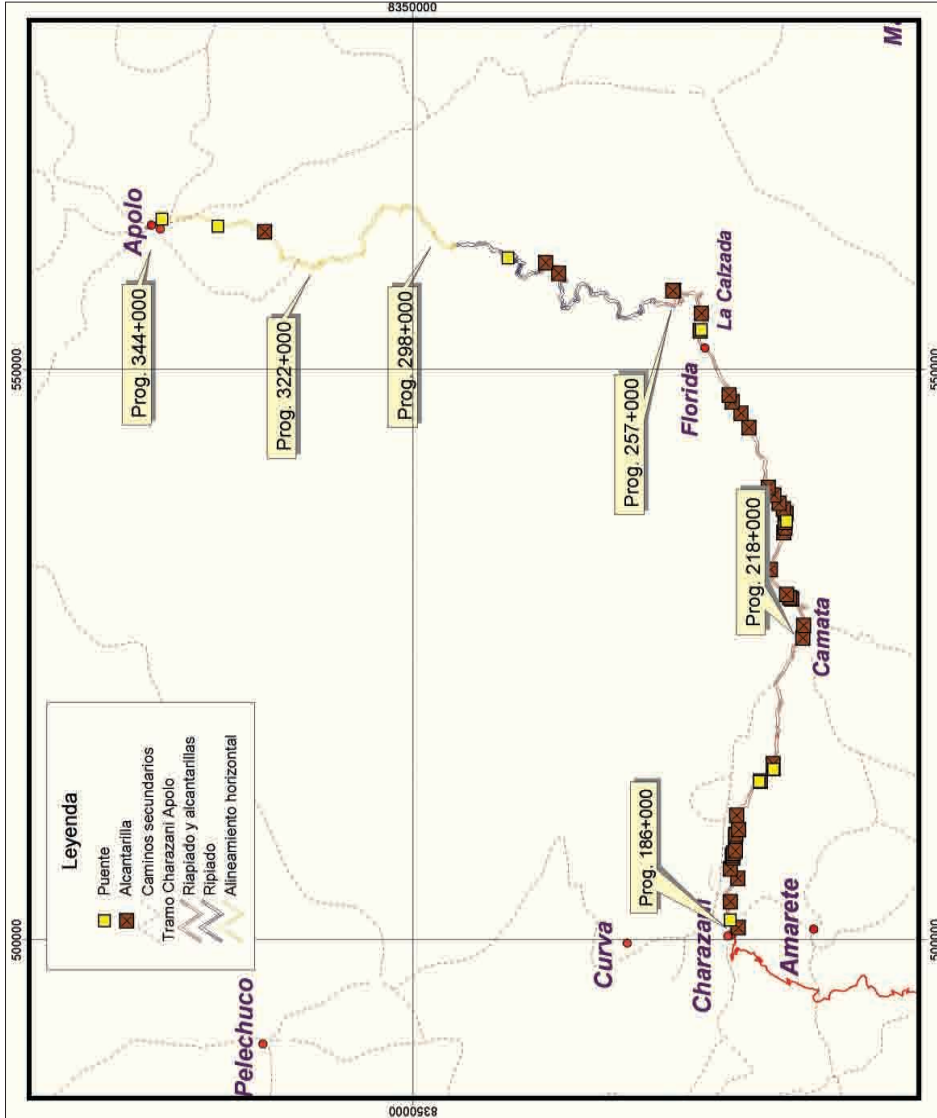 8350000
Apolo
Prog. 344+000
Prog. 322+000
Prog. 298+000
550000
550000
Prog. 257+000
Florida
La Calzada
Prog. 218+000
Camata
Leyenda
Puente
Alcantarilla
Caminos secundarios
Tramo Charazani Apolo
Riapiado y alcantarillas
Ripiado
Alineamiento horizontal
Prog. 186+000
Curva
Amarete
500000
500000
Pelechuco
8350000